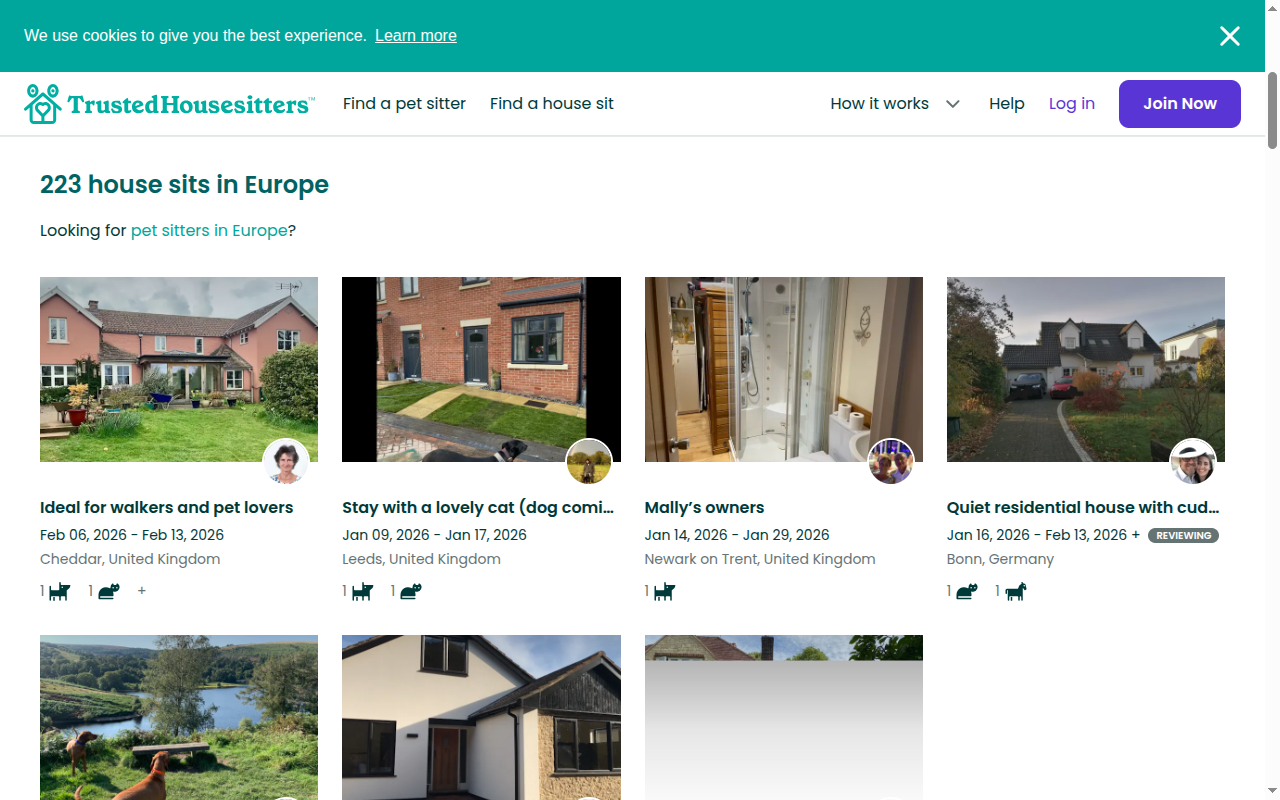 We use cookies to give you the best experience. Learn more
TrustedHousesitters™
Find a pet sitter
Find a house sit
How it works
Help
Log in
Join Now
223 house sits in Europe
Looking for pet sitters in Europe?
Ideal for walkers and pet lovers
Feb 06, 2026 - Feb 13, 2026
Cheddar, United Kingdom
1 1 +
Stay with a lovely cat (dog comi...
Jan 09, 2026 - Jan 17, 2026
Leeds, United Kingdom
1 1
Mally’s owners
Jan 14, 2026 - Jan 29, 2026
Newark on Trent, United Kingdom
1
Quiet residential house with cud...
Jan 16, 2026 - Feb 13, 2026 + REVIEWING
Bonn, Germany
1 1